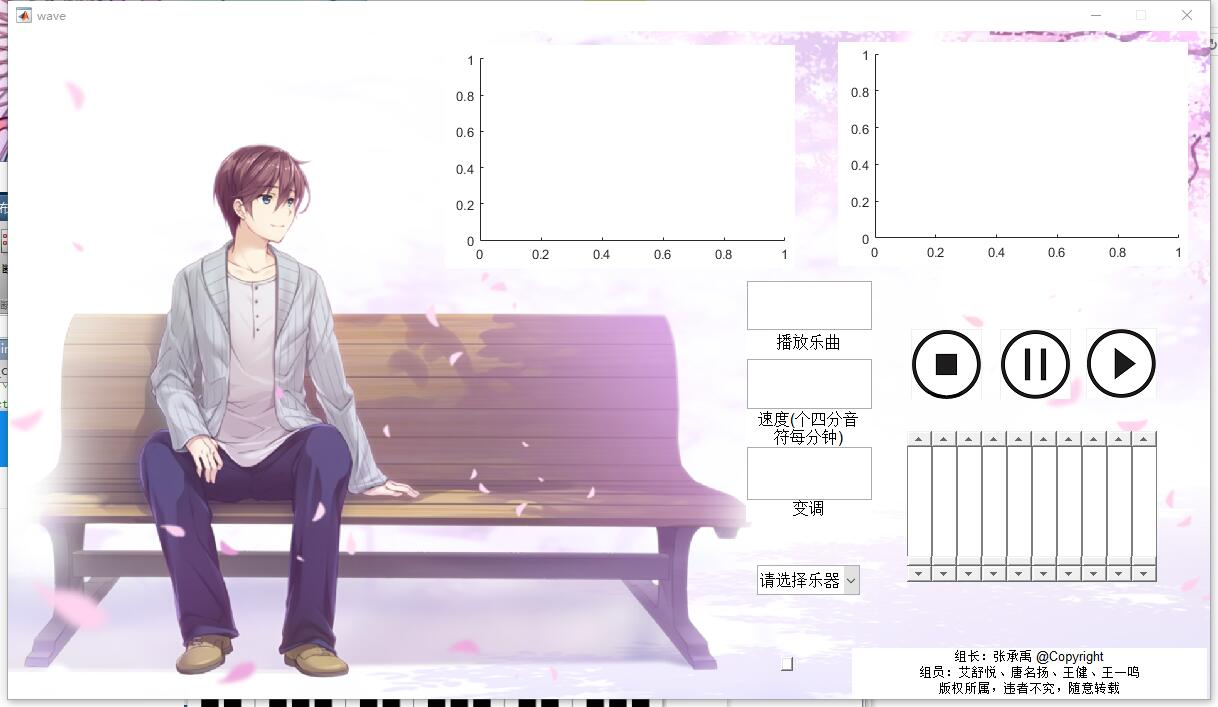 wave
1
0.8
0.6
0.4
0.2
0
0 0.2 0.4 0.6 0.8 1
1
0.8
0.6
0.4
0.2
0
0 0.2 0.4 0.6 0.8 1
播放乐曲
速度(个四分音
符每分钟)
变调
请选择乐器
组长：张承禹 @Copyright
组员：艾舒悦、唐名扬、王健、王一鸣
版权所属，违者不究，随意转载